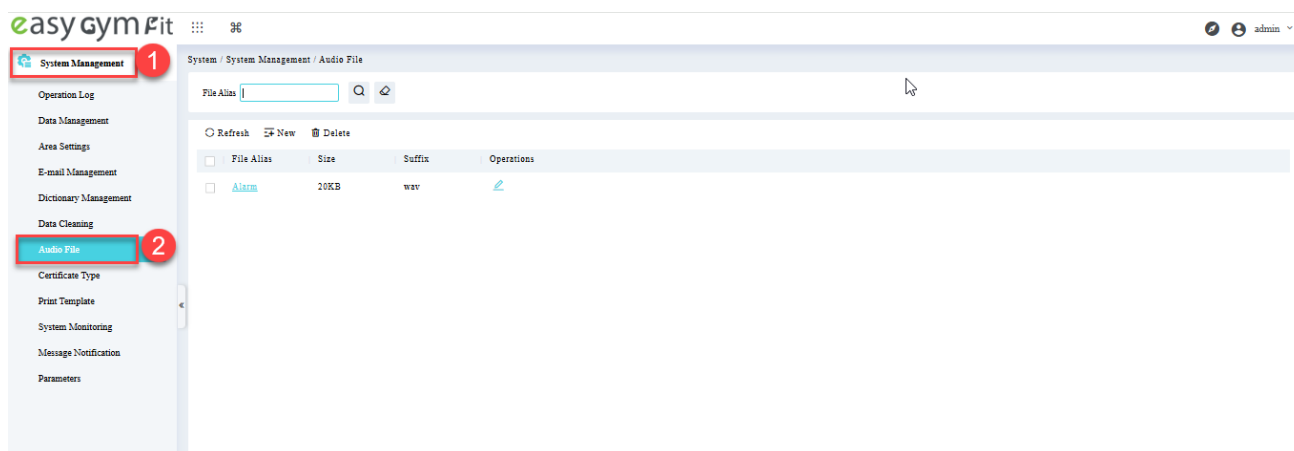 easy Gym Fit
admin
System Management 1
System / System Management / Audio File
Operation Log
File Alias
Data Management
Refresh New Delete
Area Settings
File Alias Size Suffix Operations
E-mail Management
Alarm 20KB wav
Dictionary Management
Data Cleaning
Audio File 2
Certificate Type
Print Template
System Monitoring
Message Notification
Parameters